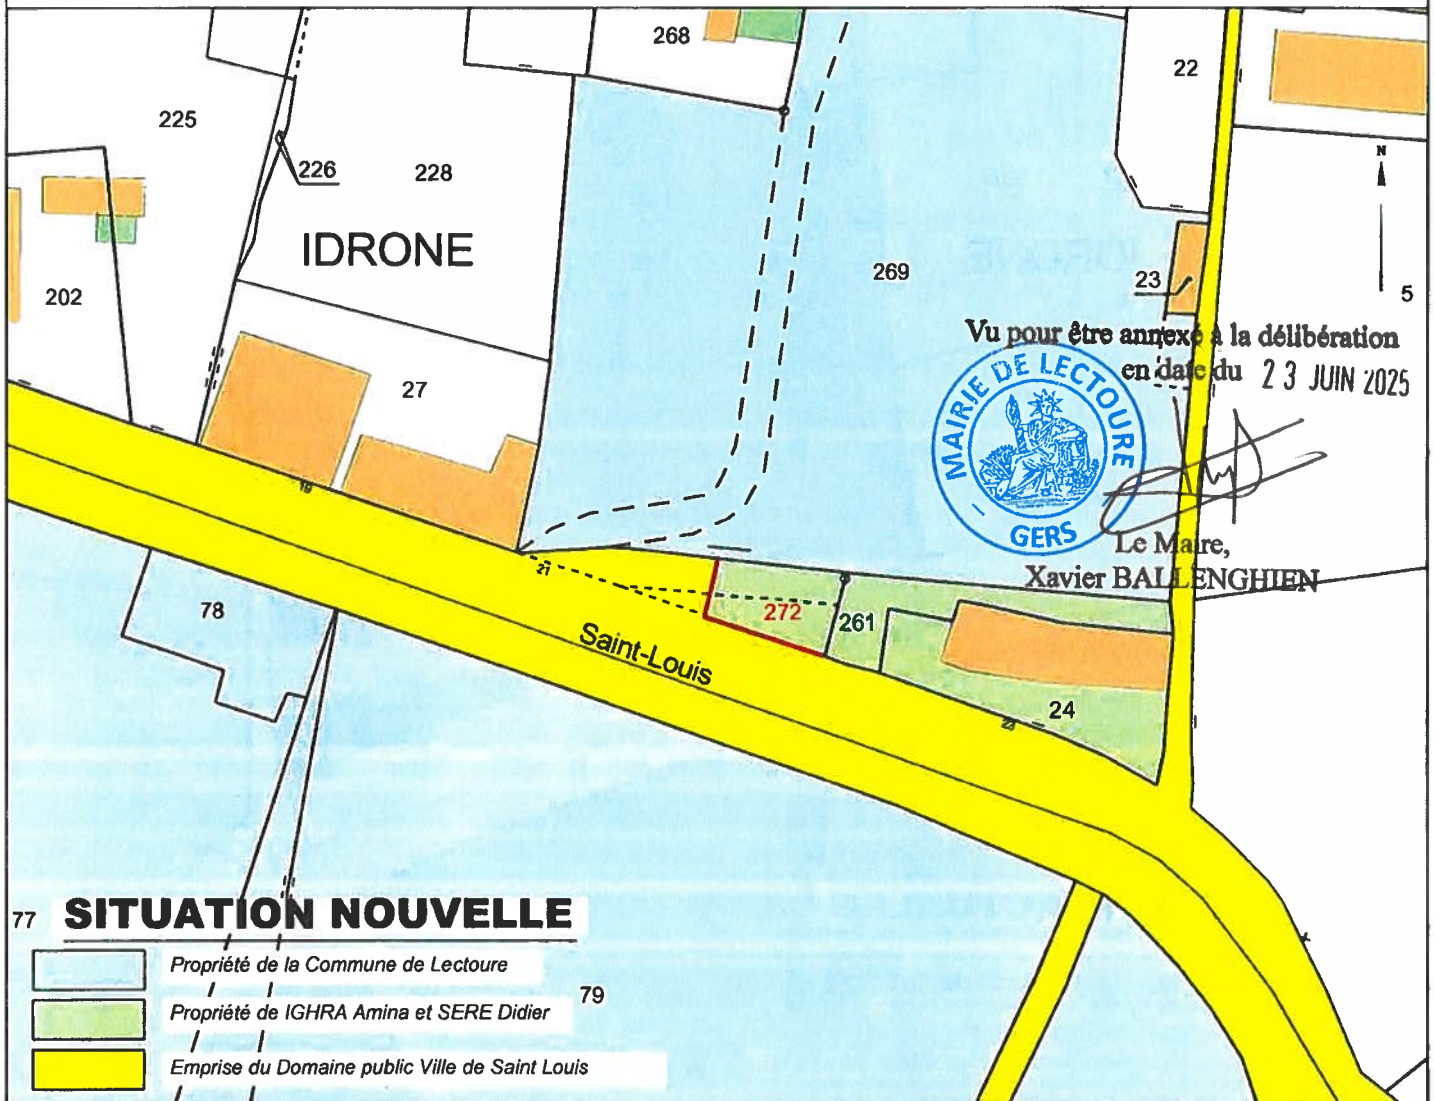 268
22
225
226
228
N
IDRONE
269
23
5
202
Vu pour être annexé à la délibération
en date du 23 JUIN 2025
27
MAIRIE DE LECTOURE
GERS
19
Le Maire,
Xavier BALLENGHIEN
21
78
272
261
Saint-Louis
24
23
77
SITUATION NOUVELLE
Propriété de la Commune de Lectoure
79
Propriété de IGHRA Amina et SERE Didier
Emprise du Domaine public Ville de Saint Louis